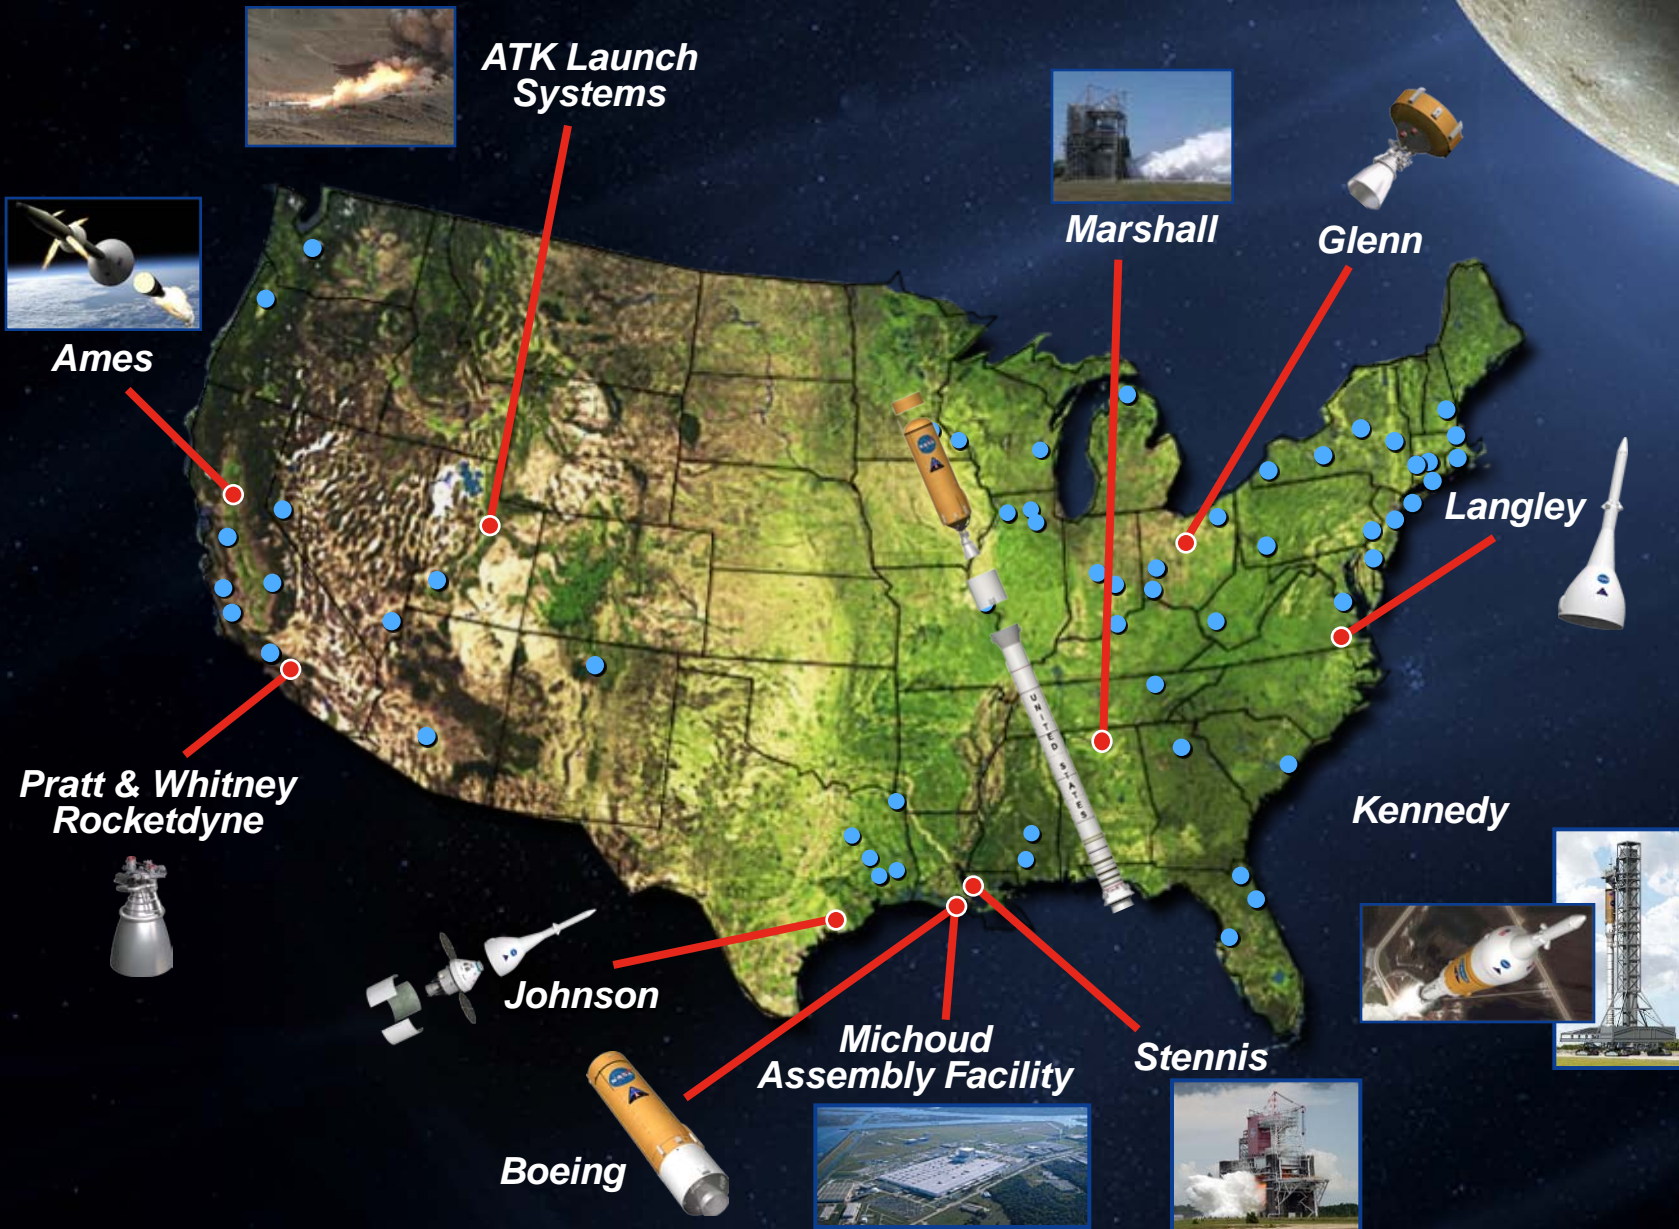 ATK Launch
Systems
Marshall
Glenn
Ames
Langley
Pratt & Whitney
Rocketdyne
Kennedy
UNITED STATES
Johnson
Michoud
Assembly Facility
Stennis
Boeing
NASA